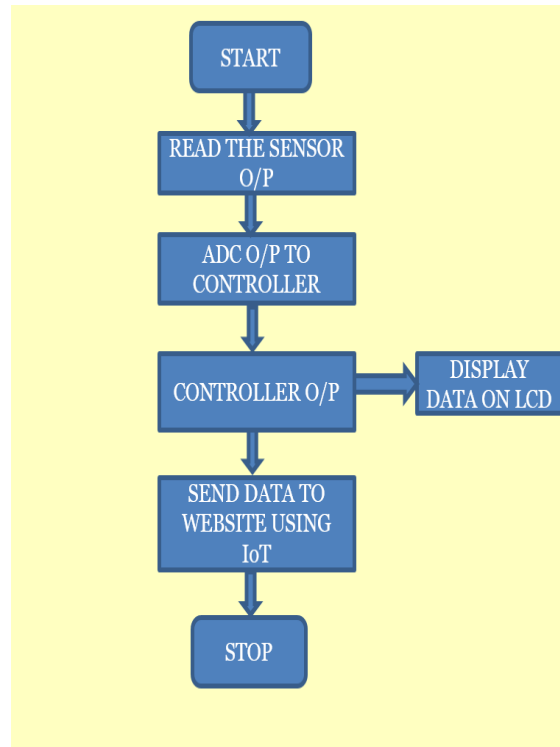 START
READ THE SENSOR
O/P
ADC O/P TO
CONTROLLER
CONTROLLER O/P
DISPLAY
DATA ON LCD
SEND DATA TO
WEBSITE USING
IoT
STOP